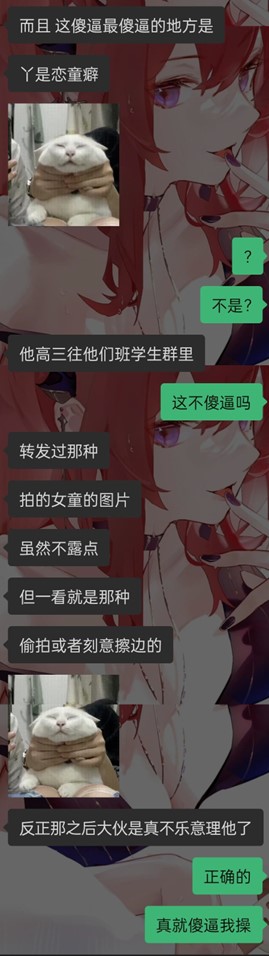 而且 这傻逼最傻逼的地方是
丫是恋童癖
？
不是？
他高三往他们班学生群里
这不傻逼吗
转发过那种
拍的女童的图片
虽然不露点
但一看就是那种
偷拍或者刻意擦边的
反正那之后大伙是真不乐意理他了
正确的
真就傻逼我操